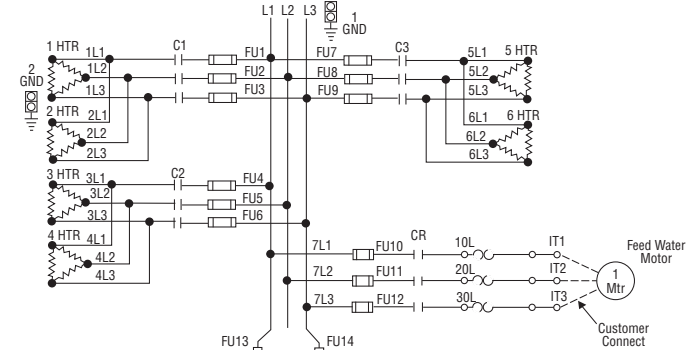 L1 L2 L3
1
GND
1 HTR
1L1
C1
FU1
FU7
C3
5L1
5 HTR
2
GND
1L2
FU2
FU8
5L2
1L3
FU3
FU9
5L3
2 HTR
2L1
6L1
6 HTR
2L2
6L2
2L3
6L3
3 HTR
3L1
C2
FU4
3L2
FU5
3L3
FU6
4 HTR
4L1
4L2
4L3
7L1
FU10
CR
10L
IT1
Feed Water
Motor
7L2
FU11
20L
IT2
1
Mtr
7L3
FU12
30L
IT3
Customer
Connect
FU13
FU14